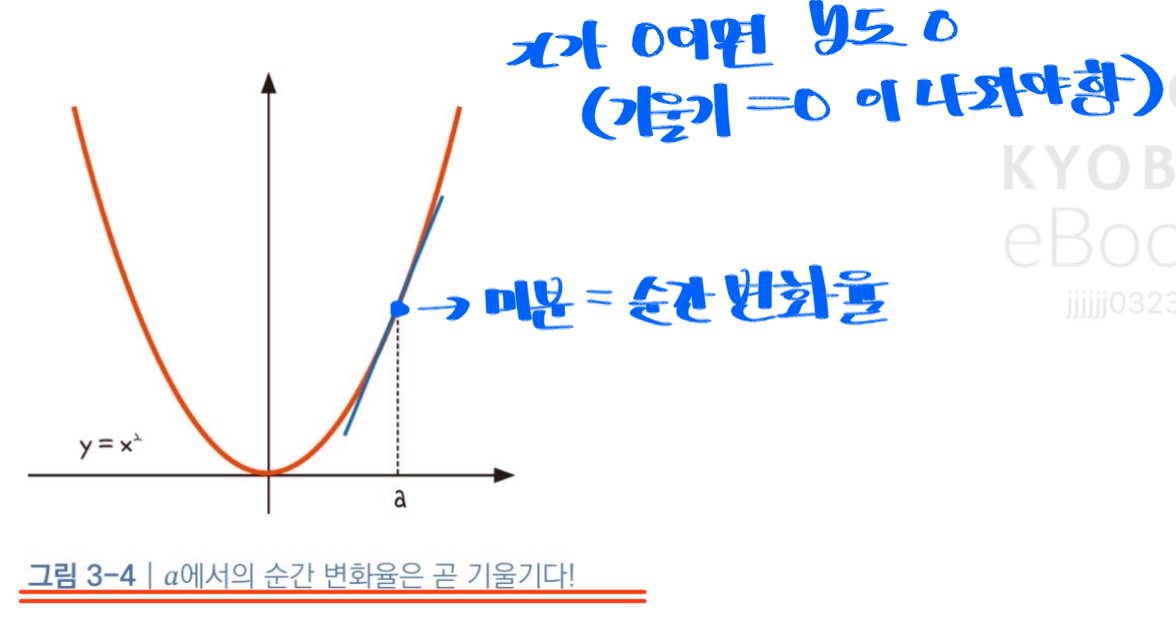 x가 0이면 y도 0
(기울기 =0 이 나와야함)
KYOB
eBoo
jjjjjj0323
→ 미분 = 순간 변화율
y = x²
a
그림 3-4 | a에서의 순간 변화율은 곧 기울기다!